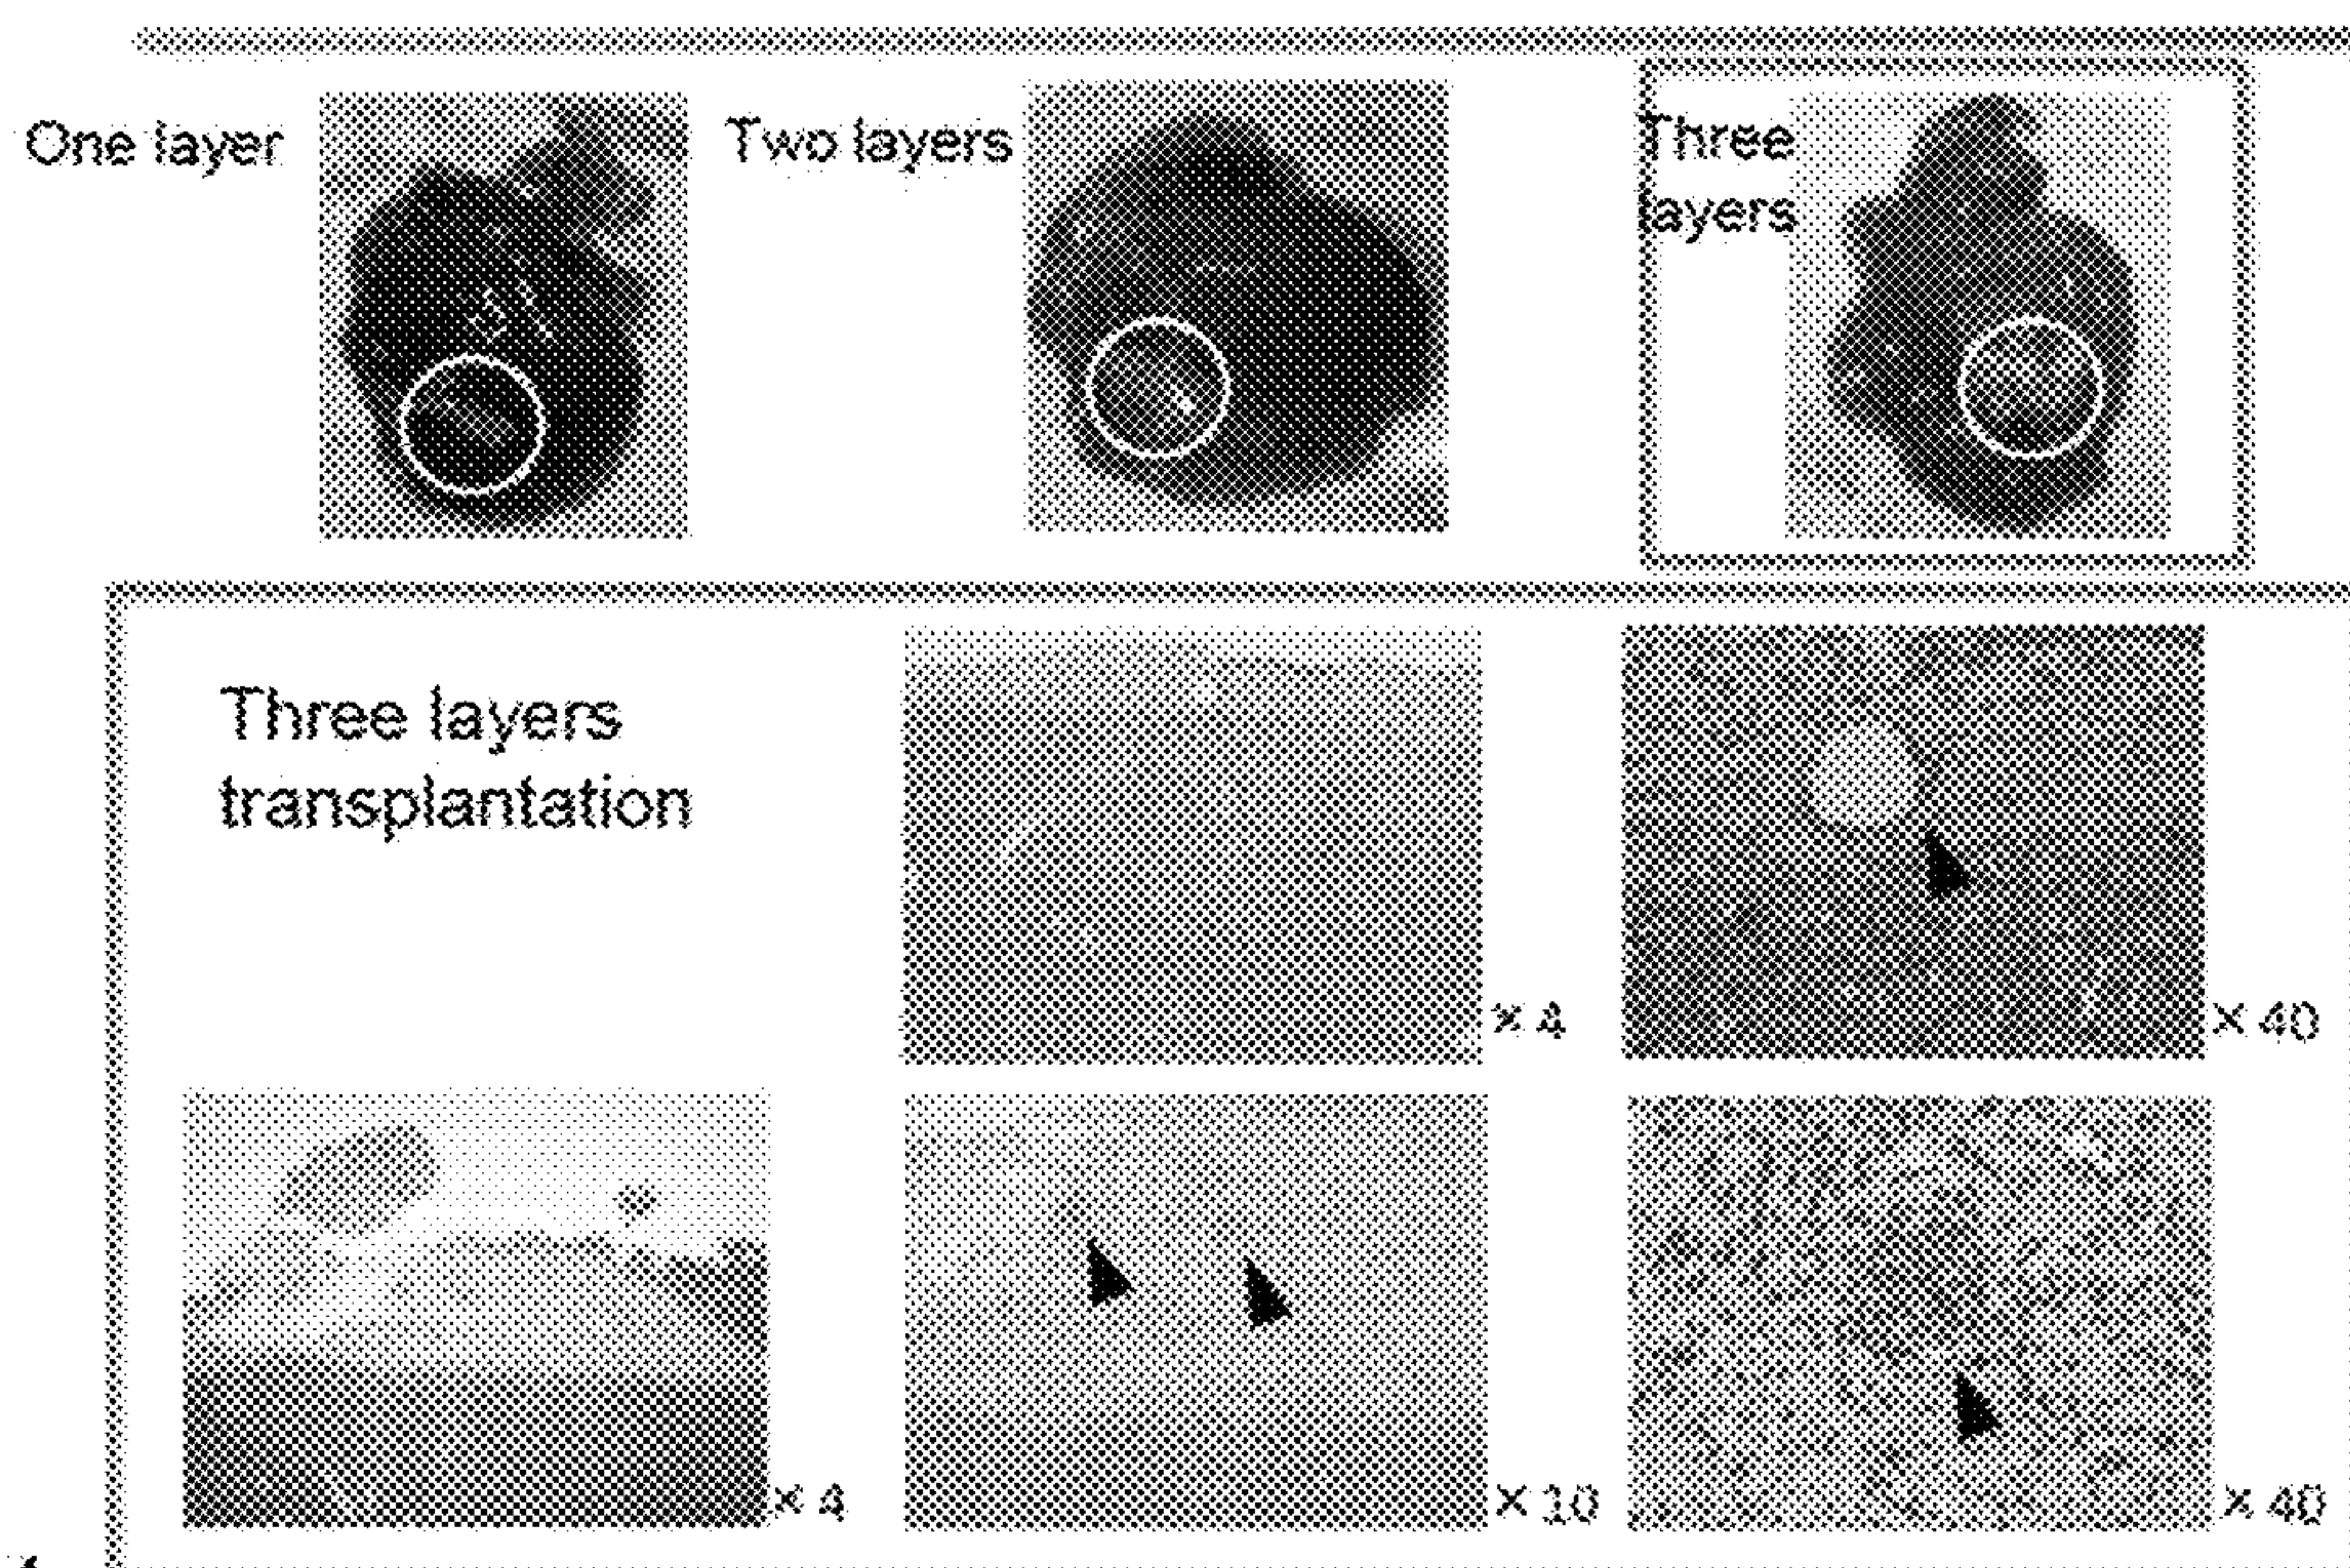 One layer
Two layers
Three
layers
Three layers
transplantation
× 4
× 40
× 4
× 10
× 40